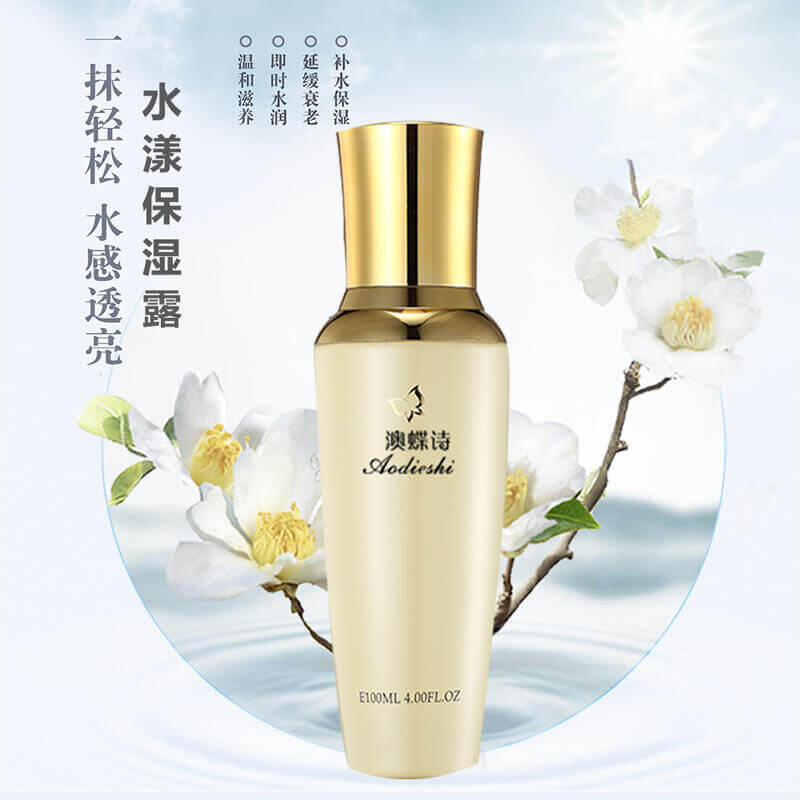 补水保湿
延缓衰老
即时水润
温和滋养
水漾保湿露
一抹轻松 水感透亮
澳蝶诗
Aodieshi
E100ML 4.00FL.OZ